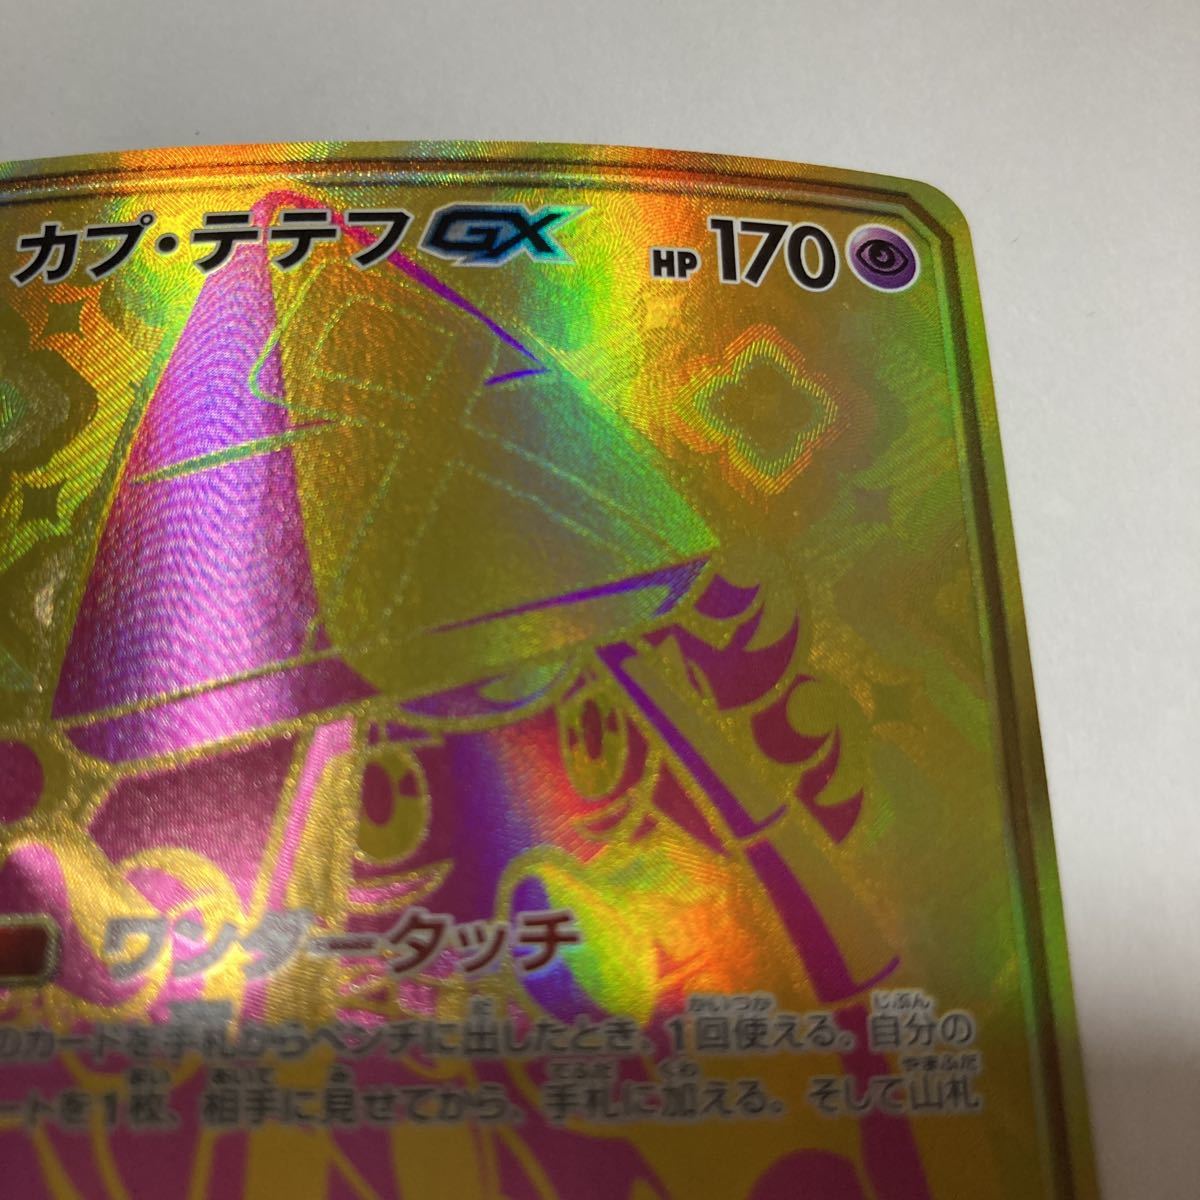 カプ・テテフGX HP 170
ワンダータッチ
のカードを手札からベンチに出したとき、1回使える。自分の
ートを1枚、相手に見せてから、手札に加える。そして山札